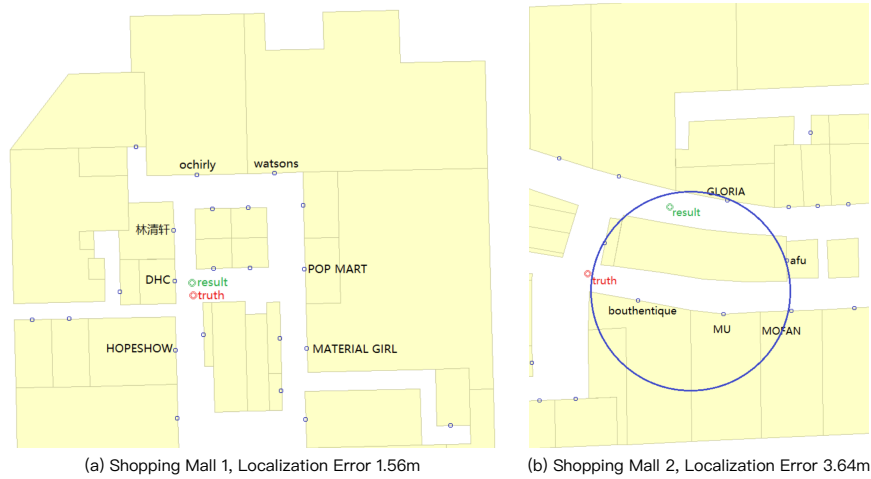 ochirly
watsons
林清轩
DHC
result
truth
POP MART
HOPESHOW
MATERIAL GIRL
(a) Shopping Mall 1, Localization Error 1.56m
GLORIA
result
afu
truth
bouthentique
MU
MOFAN
(b) Shopping Mall 2, Localization Error 3.64m